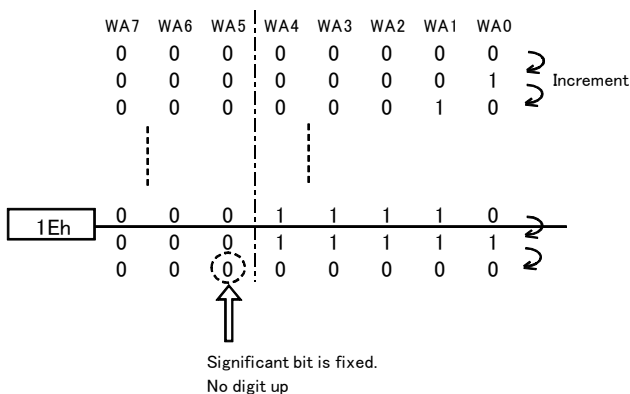 WA7 WA6 WA5 WA4 WA3 WA2 WA1 WA0
0 0 0 0 0 0 0 0
0 0 0 0 0 0 0 1
Increment
0 0 0 0 0 0 1 0
0 0 0 1 1 1 1 0
1Eh
0 0 0 1 1 1 1 1
0 0 0 0 0 0 0 0
Significant bit is fixed.
No digit up